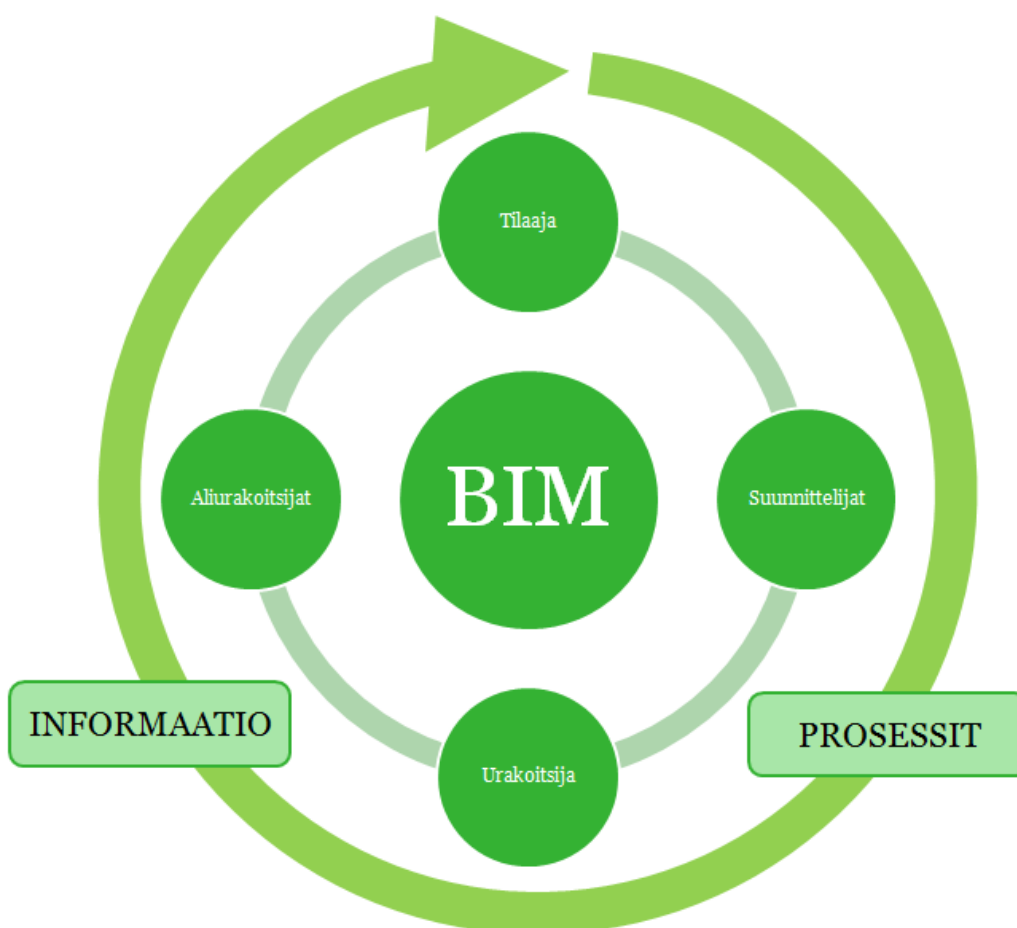 Tilaaja
Aliurakoitsijat
BIM
Suunnittelijat
INFORMAATIO
PROSESSIT
Urakoitsija